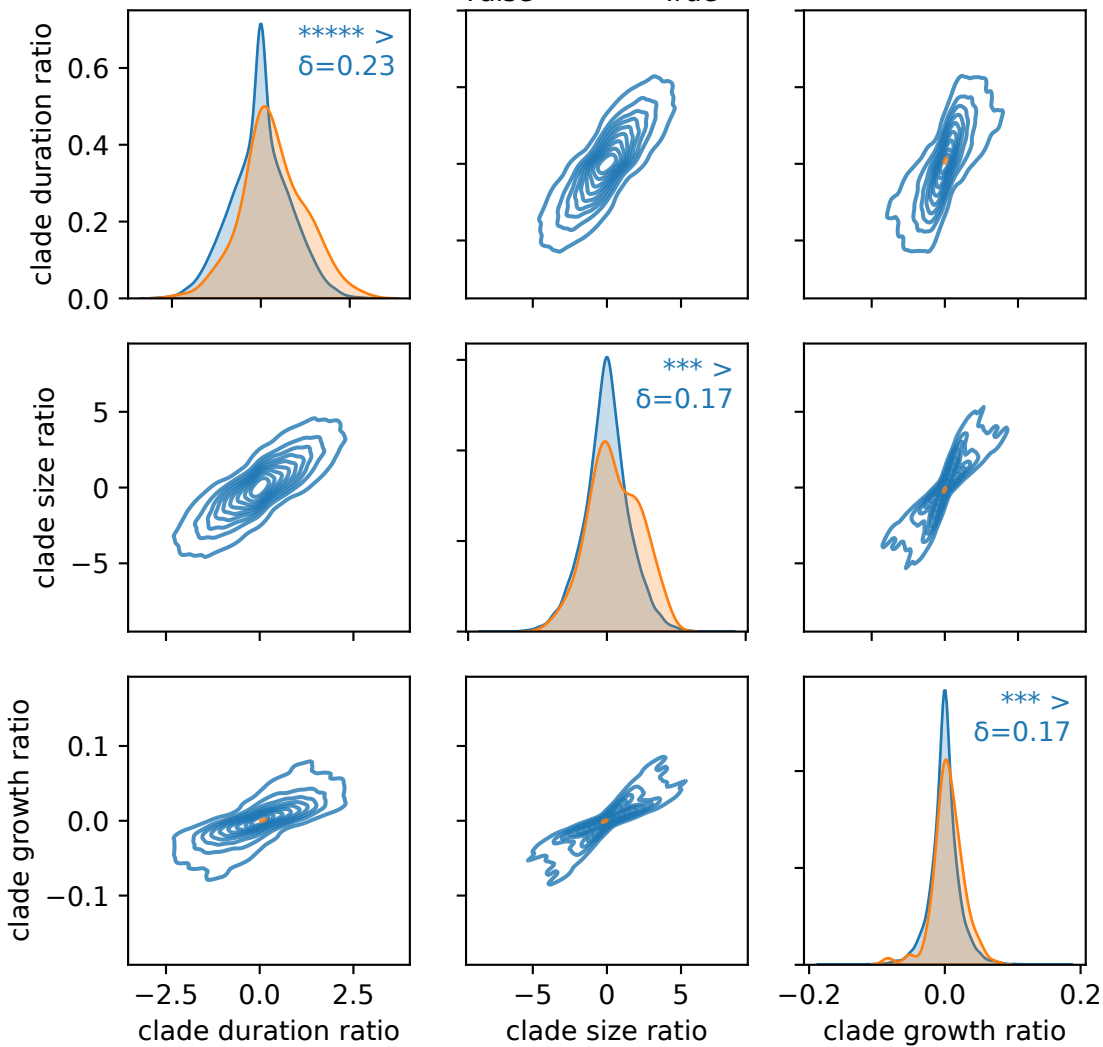 ***** >
δ=0.23
clade duration ratio
0.6
0.4
0.2
0.0
*** >
δ=0.17
clade size ratio
5
0
−5
*** >
δ=0.17
clade growth ratio
0.1
0.0
−0.1
−2.5 0.0 2.5
clade duration ratio
−5 0 5
clade size ratio
−0.2 0.0 0.2
clade growth ratio